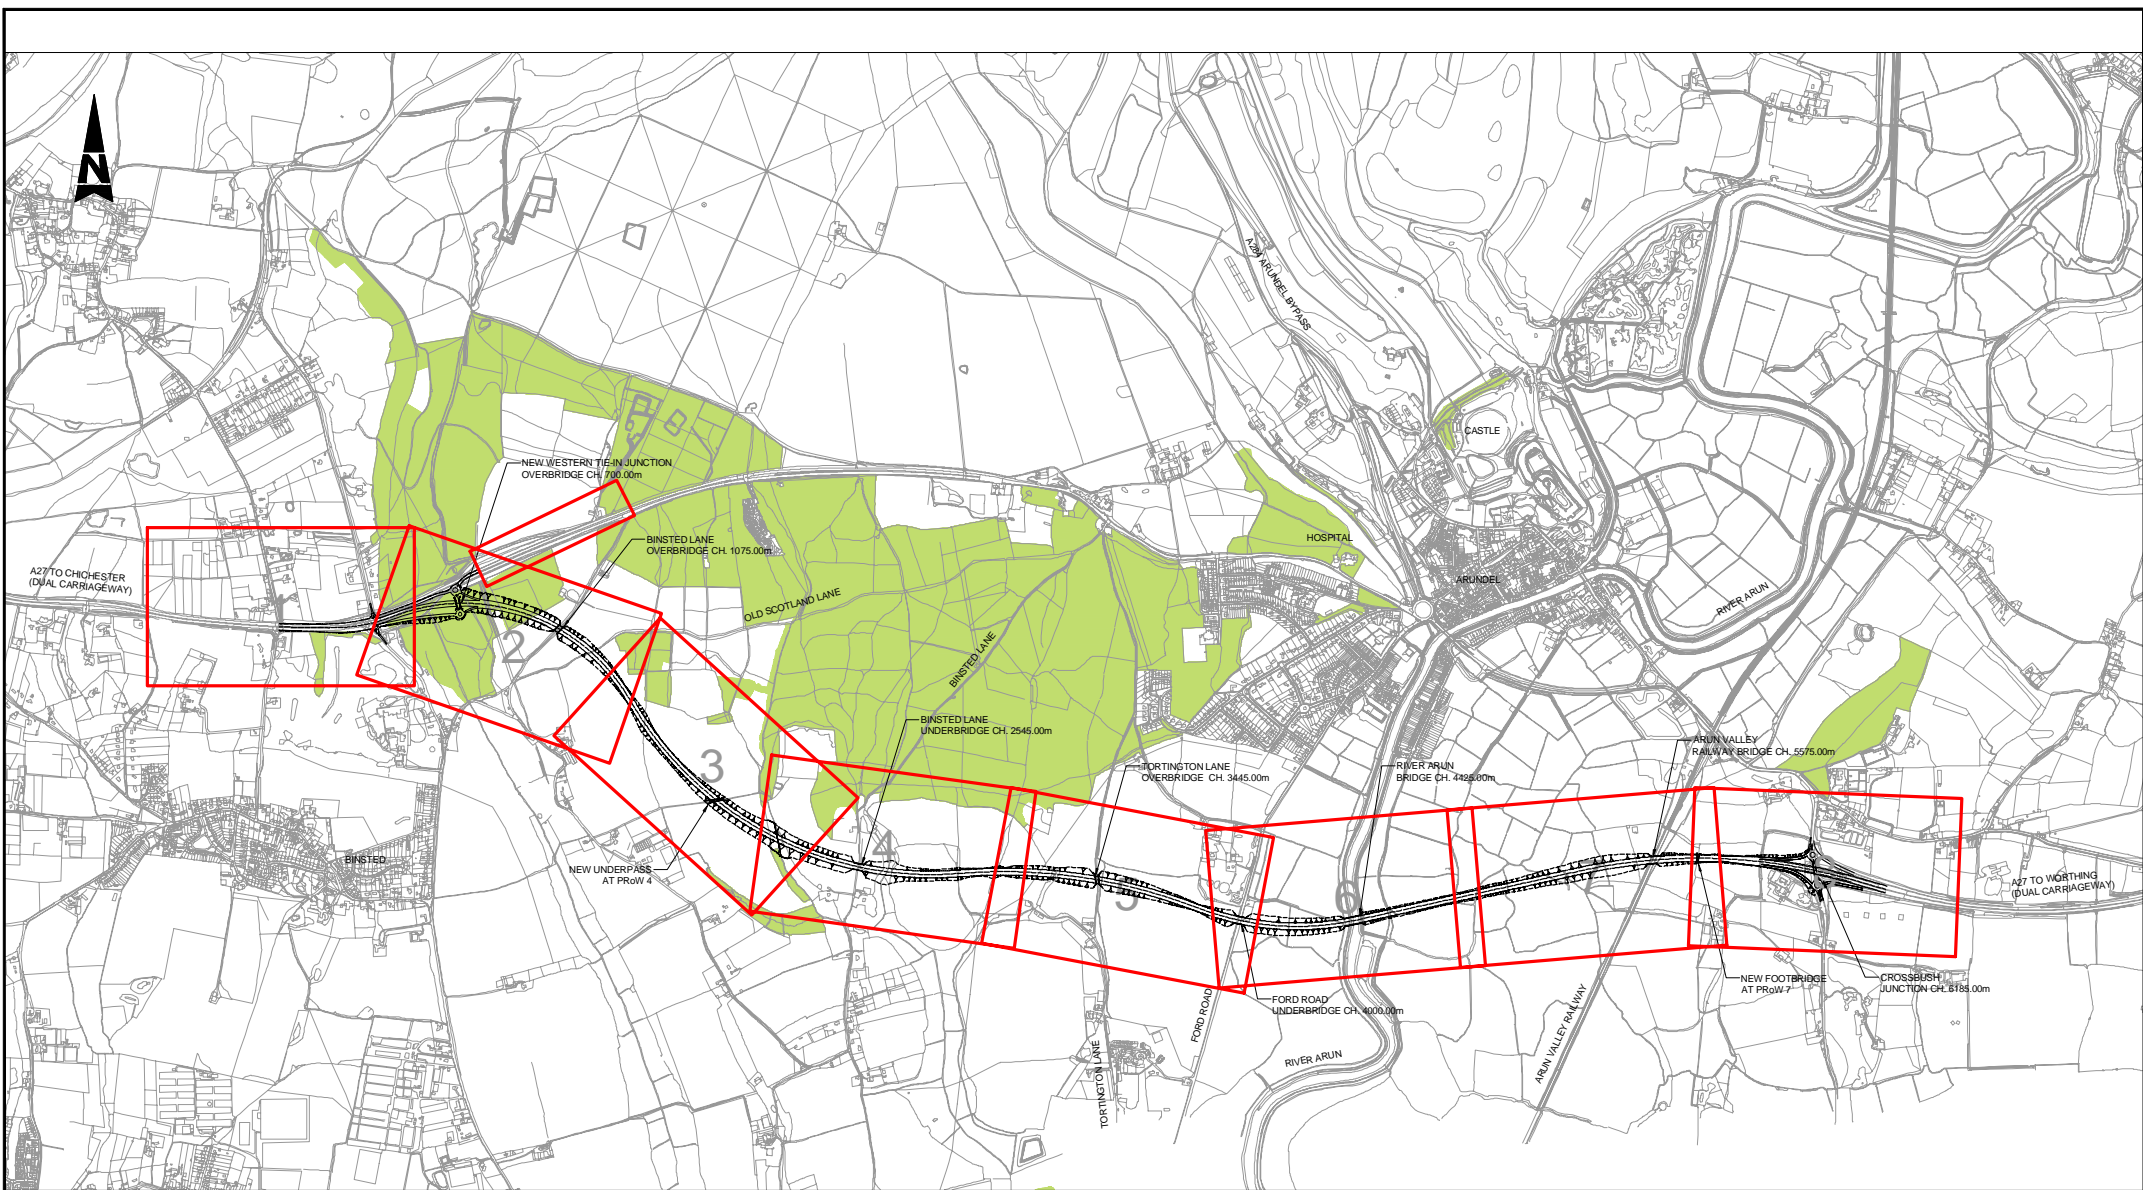 N
A284 ARUNDEL BYPASS
CASTLE
NEW WESTERN TIE-IN JUNCTION
OVERBRIDGE CH. 700.00m
BINSTED LANE
OVERBRIDGE CH. 1075.00m
HOSPITAL
A27 TO CHICHESTER
(DUAL CARRIAGEWAY)
ARUNDEL
OLD SCOTLAND LANE
RIVER ARUN
2
BINSTED LANE
BINSTED LANE
UNDERBRIDGE CH. 2545.00m
3
TORTINGTON LANE
OVERBRIDGE CH. 3445.00m
RIVER ARUN
BRIDGE CH. 4425.00m
ARUN VALLEY
RAILWAY BRIDGE CH. 5575.00m
4
BINSTED
NEW UNDERPASS
AT PRoW 4
5
6
A27 TO WORTHING
(DUAL CARRIAGEWAY)
NEW FOOTBRIDGE
AT PRoW 7
CROSSBUSH
JUNCTION CH. 6185.00m
FORD ROAD
UNDERBRIDGE CH. 4000.00m
FORD ROAD
ARUN VALLEY RAILWAY
RIVER ARUN
TORTINGTON LANE